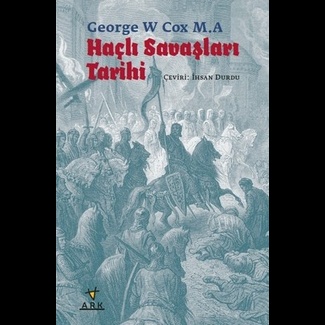 George W Cox M.A
Haçlı Savaşları
Tarihi
Çeviri: İhsan Durdu
ARK